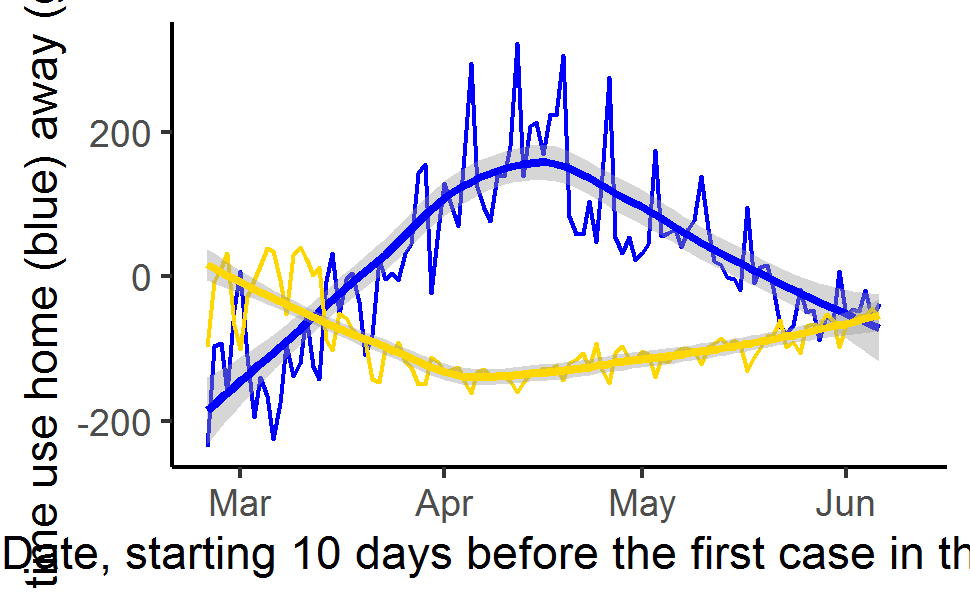 time use home (blue) away (
200
0
-200
Mar Apr May Jun
Date, starting 10 days before the first case in th